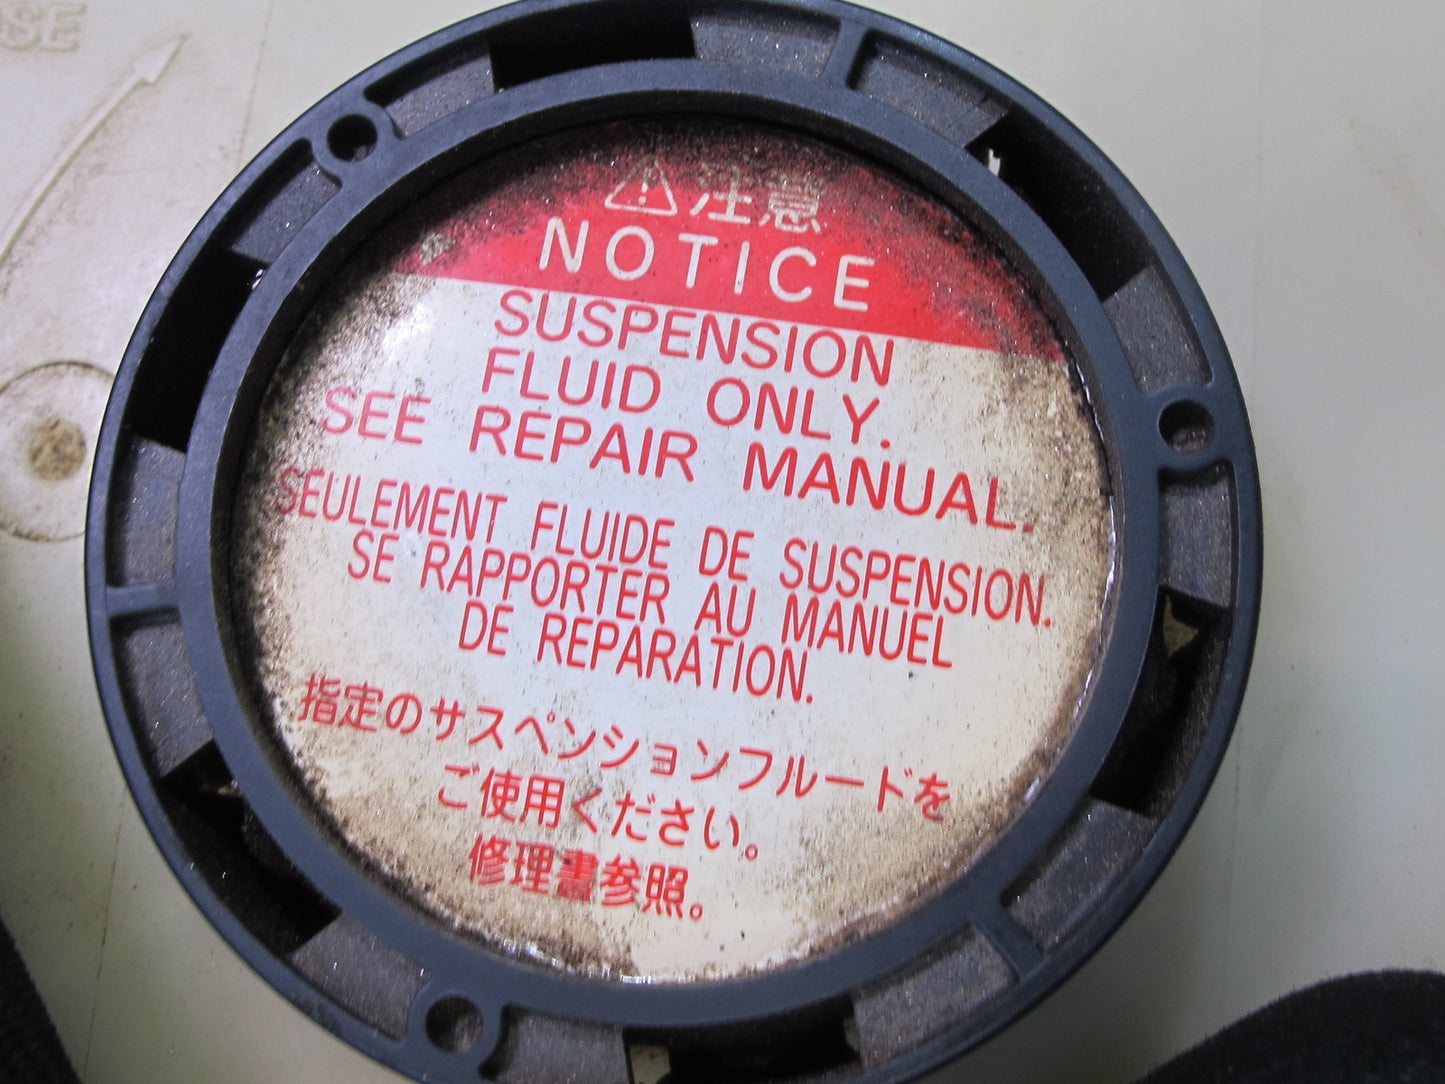 ⚠注意
NOTICE
SUSPENSION
FLUID ONLY.
SEE REPAIR MANUAL.
SEULEMENT FLUIDE DE SUSPENSION.
SE RAPPORTER AU MANUEL
DE REPARATION.
指定のサスペンションフルードを
ご使用ください。
修理書参照。